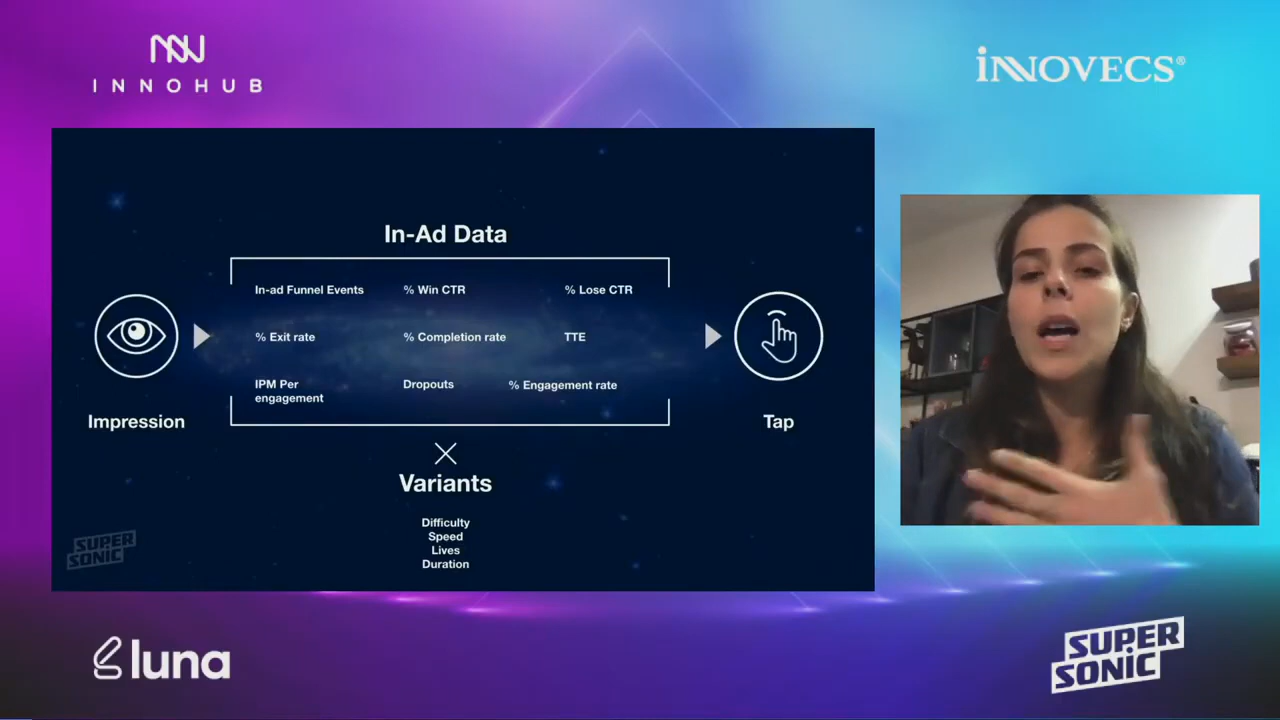 INNOHUB
iNNOVECS®
In-Ad Data
In-ad Funnel Events
% Win CTR
% Lose CTR
% Exit rate
% Completion rate
TTE
IPM Per
engagement
Dropouts
% Engagement rate
Impression
Tap
Variants
Difficulty
Speed
Lives
Duration
SUPER
SONIC
luna
SUPER
SONIC